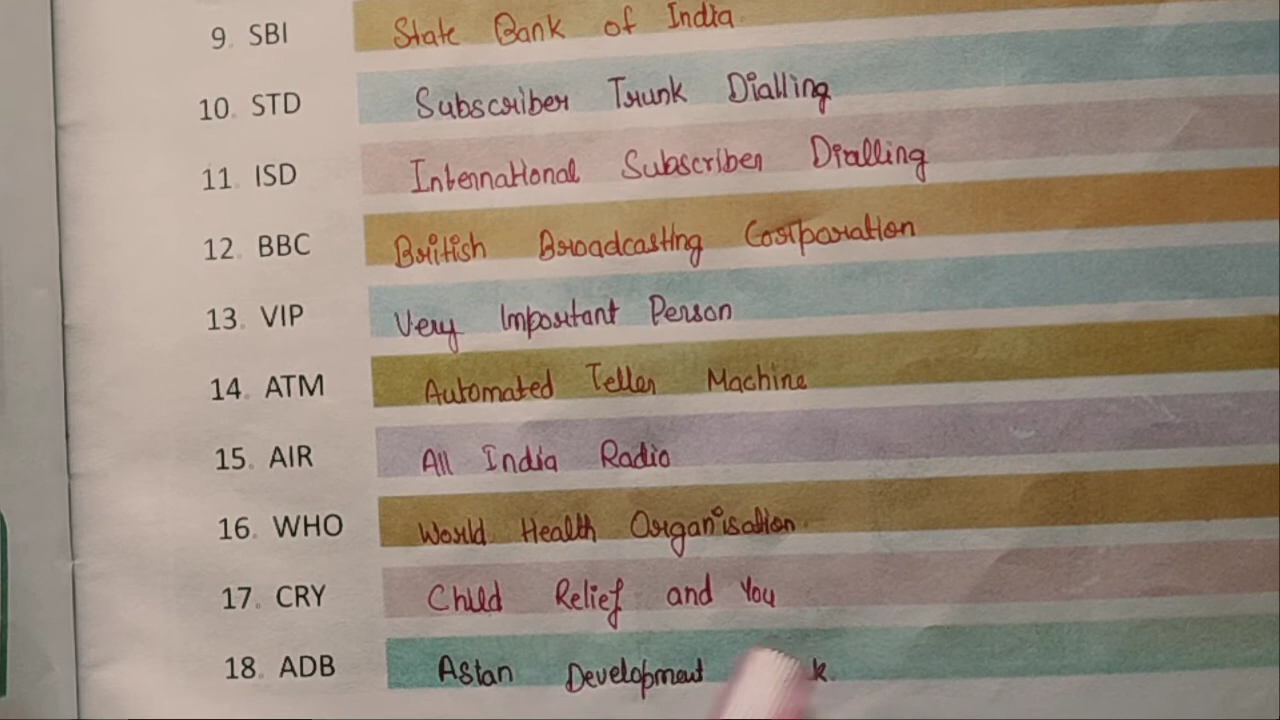 9. SBI State Bank of India.
10. STD Subscriber Trunk Dialling
11. ISD International Subscriber Dialling
12. BBC British Broadcasting Corporation
13. VIP Very Important Person
14. ATM Automated Teller Machine
15. AIR All India Radio
16. WHO World Health Organisation.
17. CRY Child Relief and You
18. ADB Asian Development